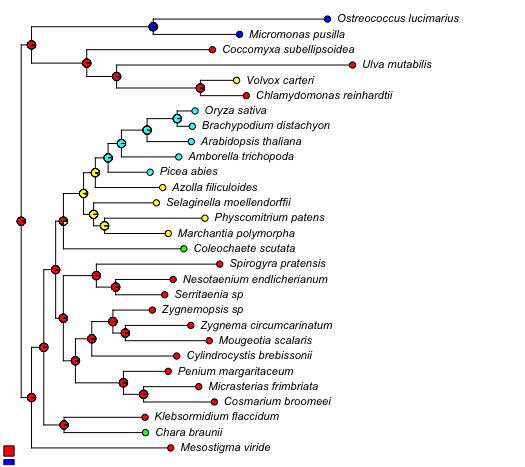 Ostreococcus lucimarius
Micromonas pusilla
Coccomyxa subellipsoidea
Ulva mutabilis
Volvox carteri
Chlamydomonas reinhardtii
Oryza sativa
Brachypodium distachyon
Arabidopsis thaliana
Amborella trichopoda
Picea abies
Azolla filiculoides
Selaginella moellendorffii
Physcomitrium patens
Marchantia polymorpha
Coleochaete scutata
Spirogyra pratensis
Nesotaenium endlicherianum
Serritaenia sp
Zygnemopsis sp
Zygnema circumcarinatum
Mougeotia scalaris
Cylindrocystis brebissonii
Penium margaritaceum
Micrasterias frimbriata
Cosmarium broomeei
Klebsormidium flaccidum
Chara braunii
Mesostigma viride